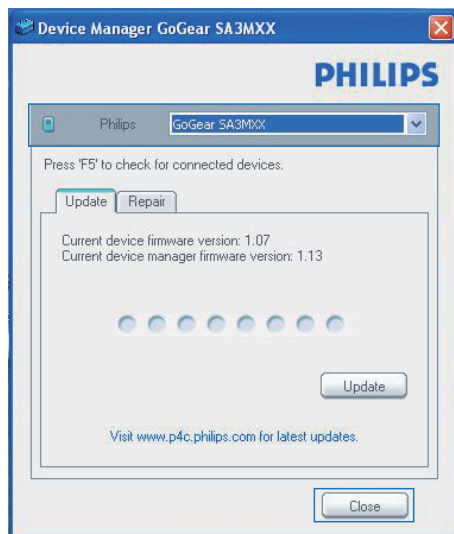 Device Manager GoGear SA3MXX
PHILIPS
Philips GoGear SA3MXX
Press 'F5' to check for connected devices.
Update Repair
Current device firmware version: 1.07
Current device manager firmware version: 1.13
Update
Visit www.p4c.philips.com for latest updates.
Close